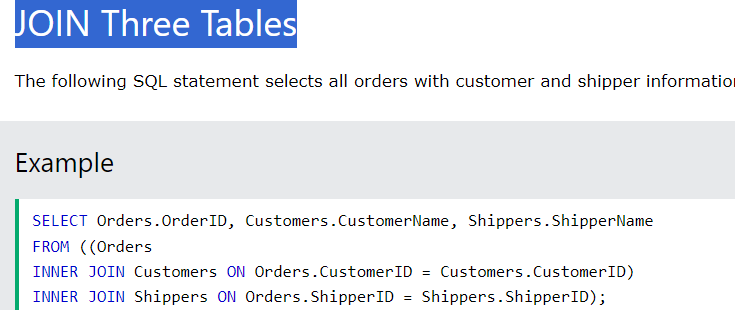 JOIN Three Tables
The following SQL statement selects all orders with customer and shipper
Example
SELECT Orders.OrderID, Customers.CustomerName, Shippers.ShipperName
FROM ((Orders
INNER JOIN Customers ON Orders.CustomerID = Customers.CustomerID)
INNER JOIN Shippers ON Orders.ShipperID = Shippers.ShipperID);